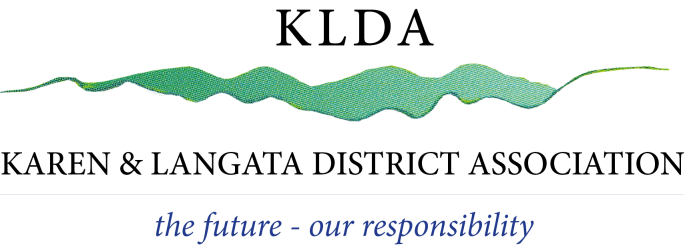 KLDA
KAREN & LANGATA DISTRICT ASSOCIATION
the future - our responsibility